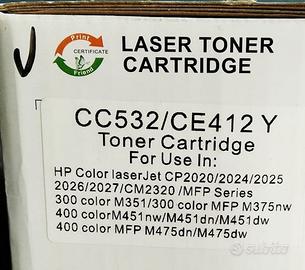 Print
CERTIFICATE
Friend
LASER TONER
CARTRIDGE
CC532/CE412 Y
Toner Cartridge
For Use In:
HP Color laserJet CP2020/2024/2025
2026/2027/CM2320 /MFP Series
300 color M351/300 color MFP M375nw
400 colorM451nw/M451dn/M451dw
400 color MFP M475dn/M475dw
subito